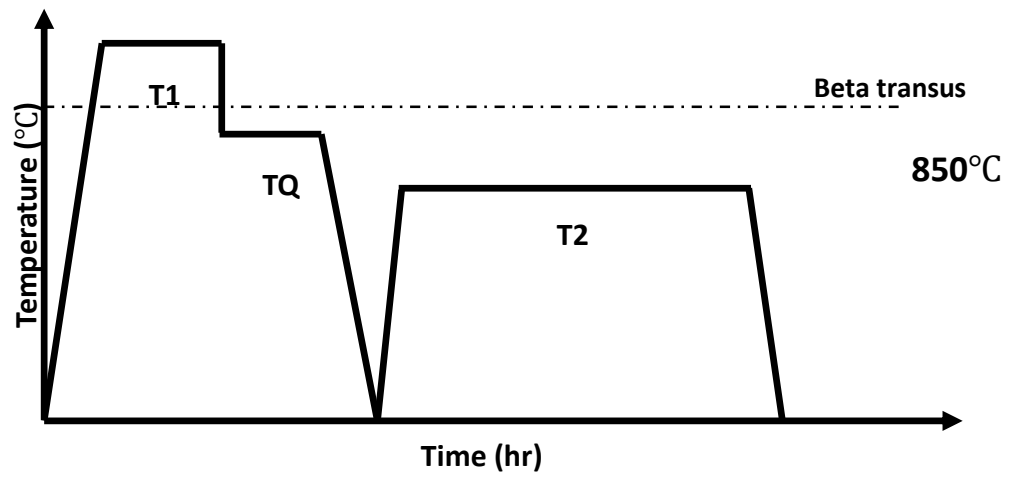 T1
Beta transus
Temperature (°C)
850°C
TQ
T2
Time (hr)